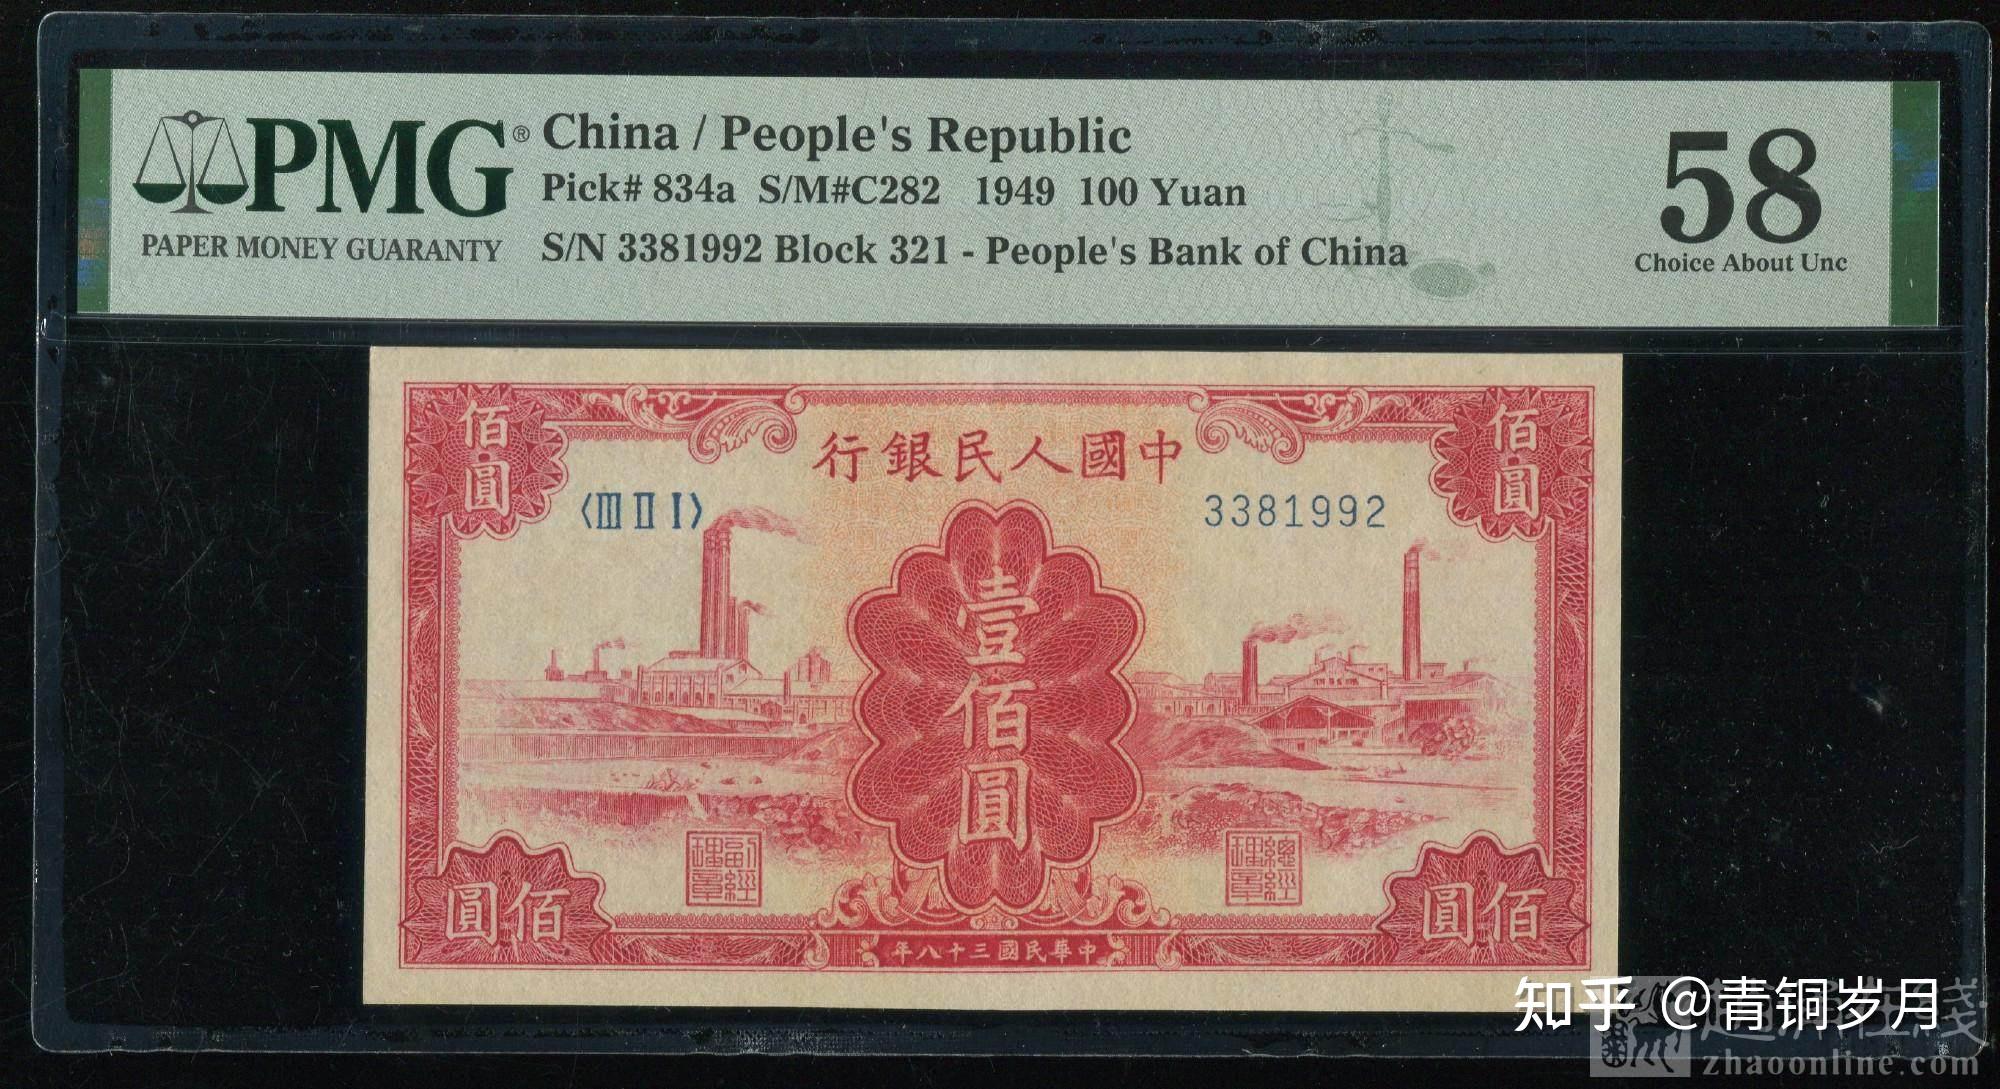 PMG®
PAPER MONEY GUARANTY
China / People's Republic
Pick# 834a S/M#C282 1949 100 Yuan
S/N 3381992 Block 321 - People's Bank of China
58
Choice About Unc
佰圓
行銀民人國中
佰圓
〈III II I〉
3381992
壹佰圓
副經理章
總經理章
圓佰
圓佰
年八十三國民華中
知乎 @青铜岁月
zhaoonline.com